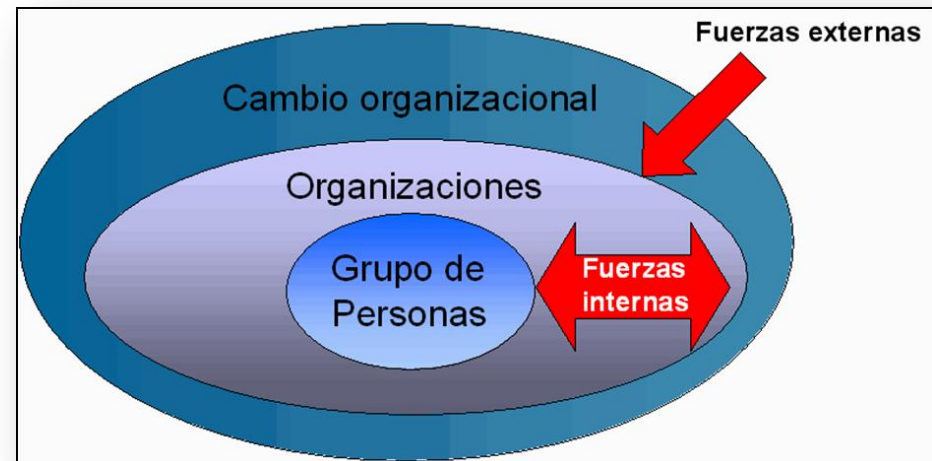 Fuerzas externas
Cambio organizacional
Organizaciones
Grupo de
Personas
Fuerzas
internas